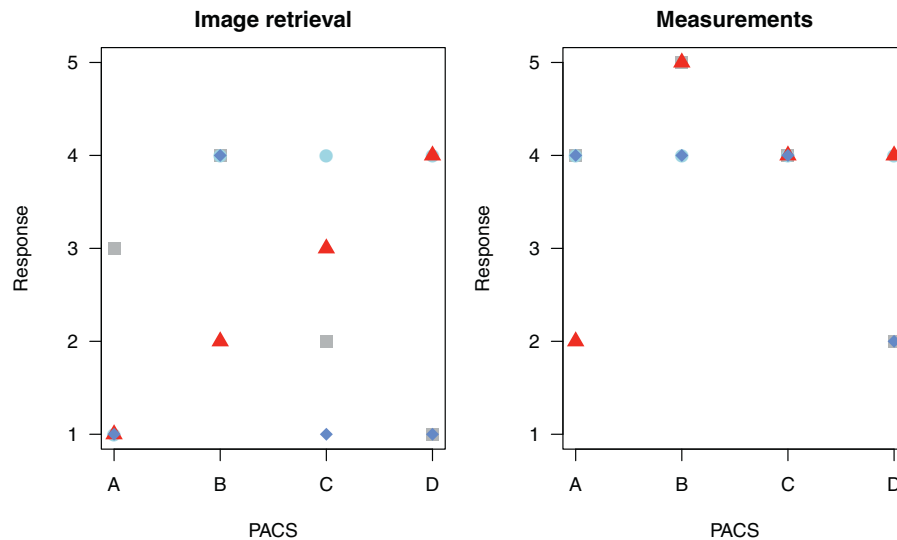 Image retrieval
5
4
3
2
1
Response
A B C D
PACS
Measurements
5
4
3
2
1
Response
A B C D
PACS